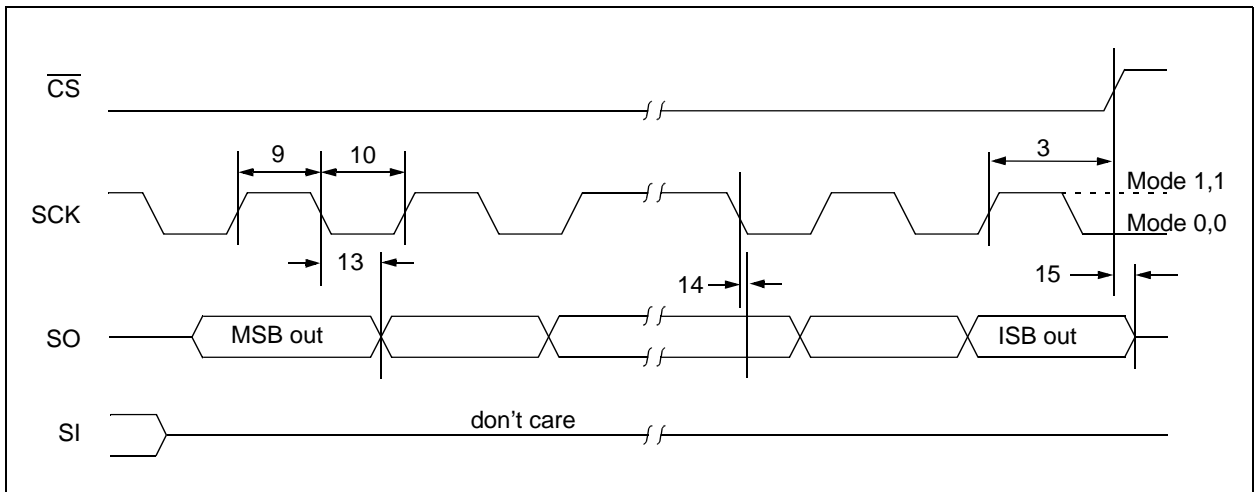 CS
9
10
3
Mode 1,1
SCK
Mode 0,0
13
14
15
SO
MSB out
ISB out
don't care
SI